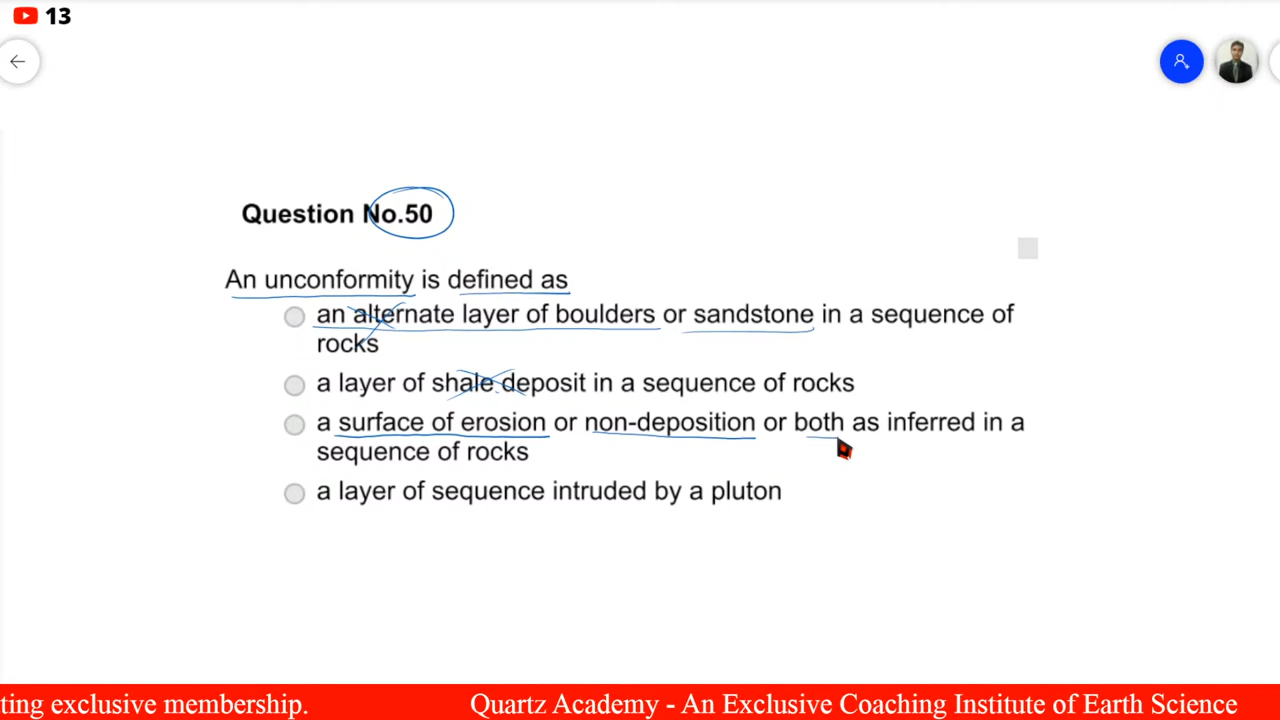 13
Question No.50
An unconformity is defined as
an alternate layer of boulders or sandstone in a sequence of
rocks
a layer of shale deposit in a sequence of rocks
a surface of erosion or non-deposition or both as inferred in a
sequence of rocks
a layer of sequence intruded by a pluton
ting exclusive membership. Quartz Academy - An Exclusive Coaching Institute of Earth Science